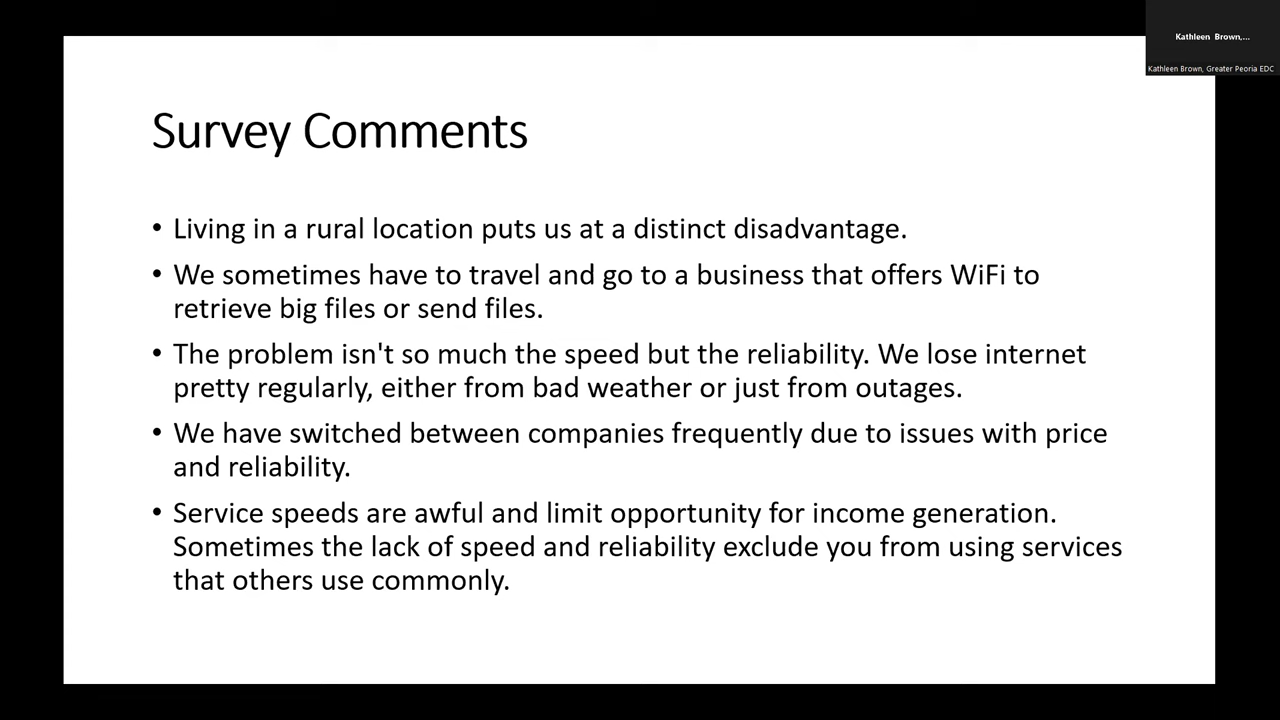 Kathleen Brown,...
Kathleen Brown, Greater Peoria EDC
Survey Comments
• Living in a rural location puts us at a distinct disadvantage.
• We sometimes have to travel and go to a business that offers WiFi to
retrieve big files or send files.
• The problem isn't so much the speed but the reliability. We lose internet
pretty regularly, either from bad weather or just from outages.
• We have switched between companies frequently due to issues with price
and reliability.
• Service speeds are awful and limit opportunity for income generation.
Sometimes the lack of speed and reliability exclude you from using services
that others use commonly.